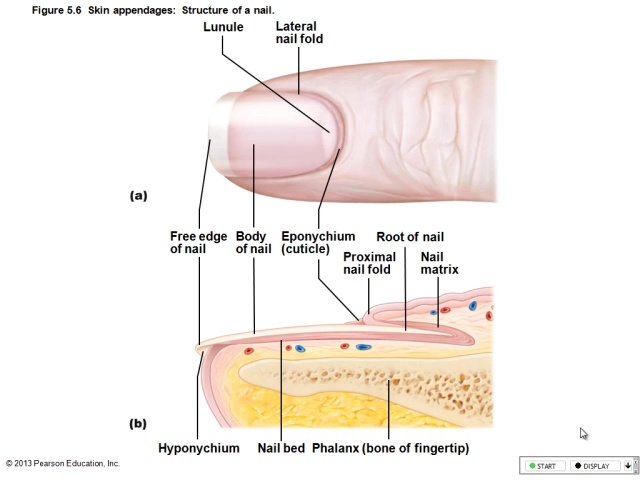 Figure 5.6 Skin appendages: Structure of a nail.
Lunule
Lateral
nail fold
(a)
Free edge
of nail
Body
of nail
Eponychium
(cuticle)
Root of nail
Proximal
nail fold
Nail
matrix
(b)
Hyponychium
Nail bed
Phalanx (bone of fingertip)
© 2013 Pearson Education, Inc.
START
DISPLAY